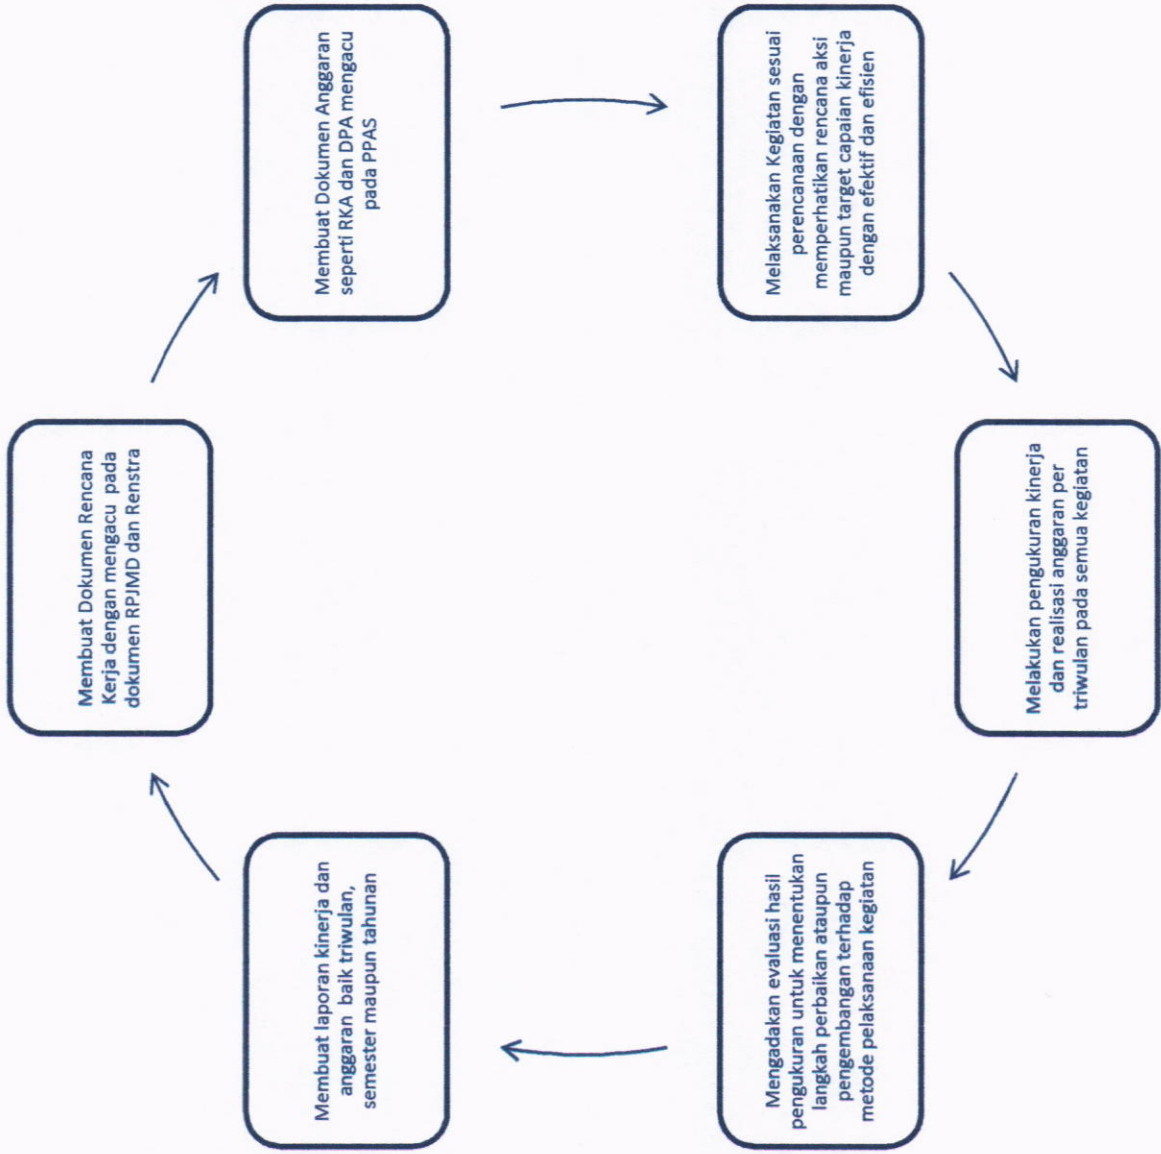 Membuat Dokumen Rencana
Kerja dengan mengacu pada
dokumen RPJMD dan Renstra
Membuat Dokumen Anggaran
seperti RKA dan DPA mengacu
pada PPAS
Melaksanakan Kegiatan sesuai
perencanaan dengan
memperhatikan rencana aksi
maupun target capaian kinerja
dengan efektif dan efisien
Melakukan pengukuran kinerja
dan realisasi anggaran per
triwulan pada semua kegiatan
Mengadakan evaluasi hasil
pengukuran untuk menentukan
langkah perbaikan ataupun
pengembangan terhadap
metode pelaksanaan kegiatan
Membuat laporan kinerja dan
anggaran baik triwulan,
semester maupun tahunan